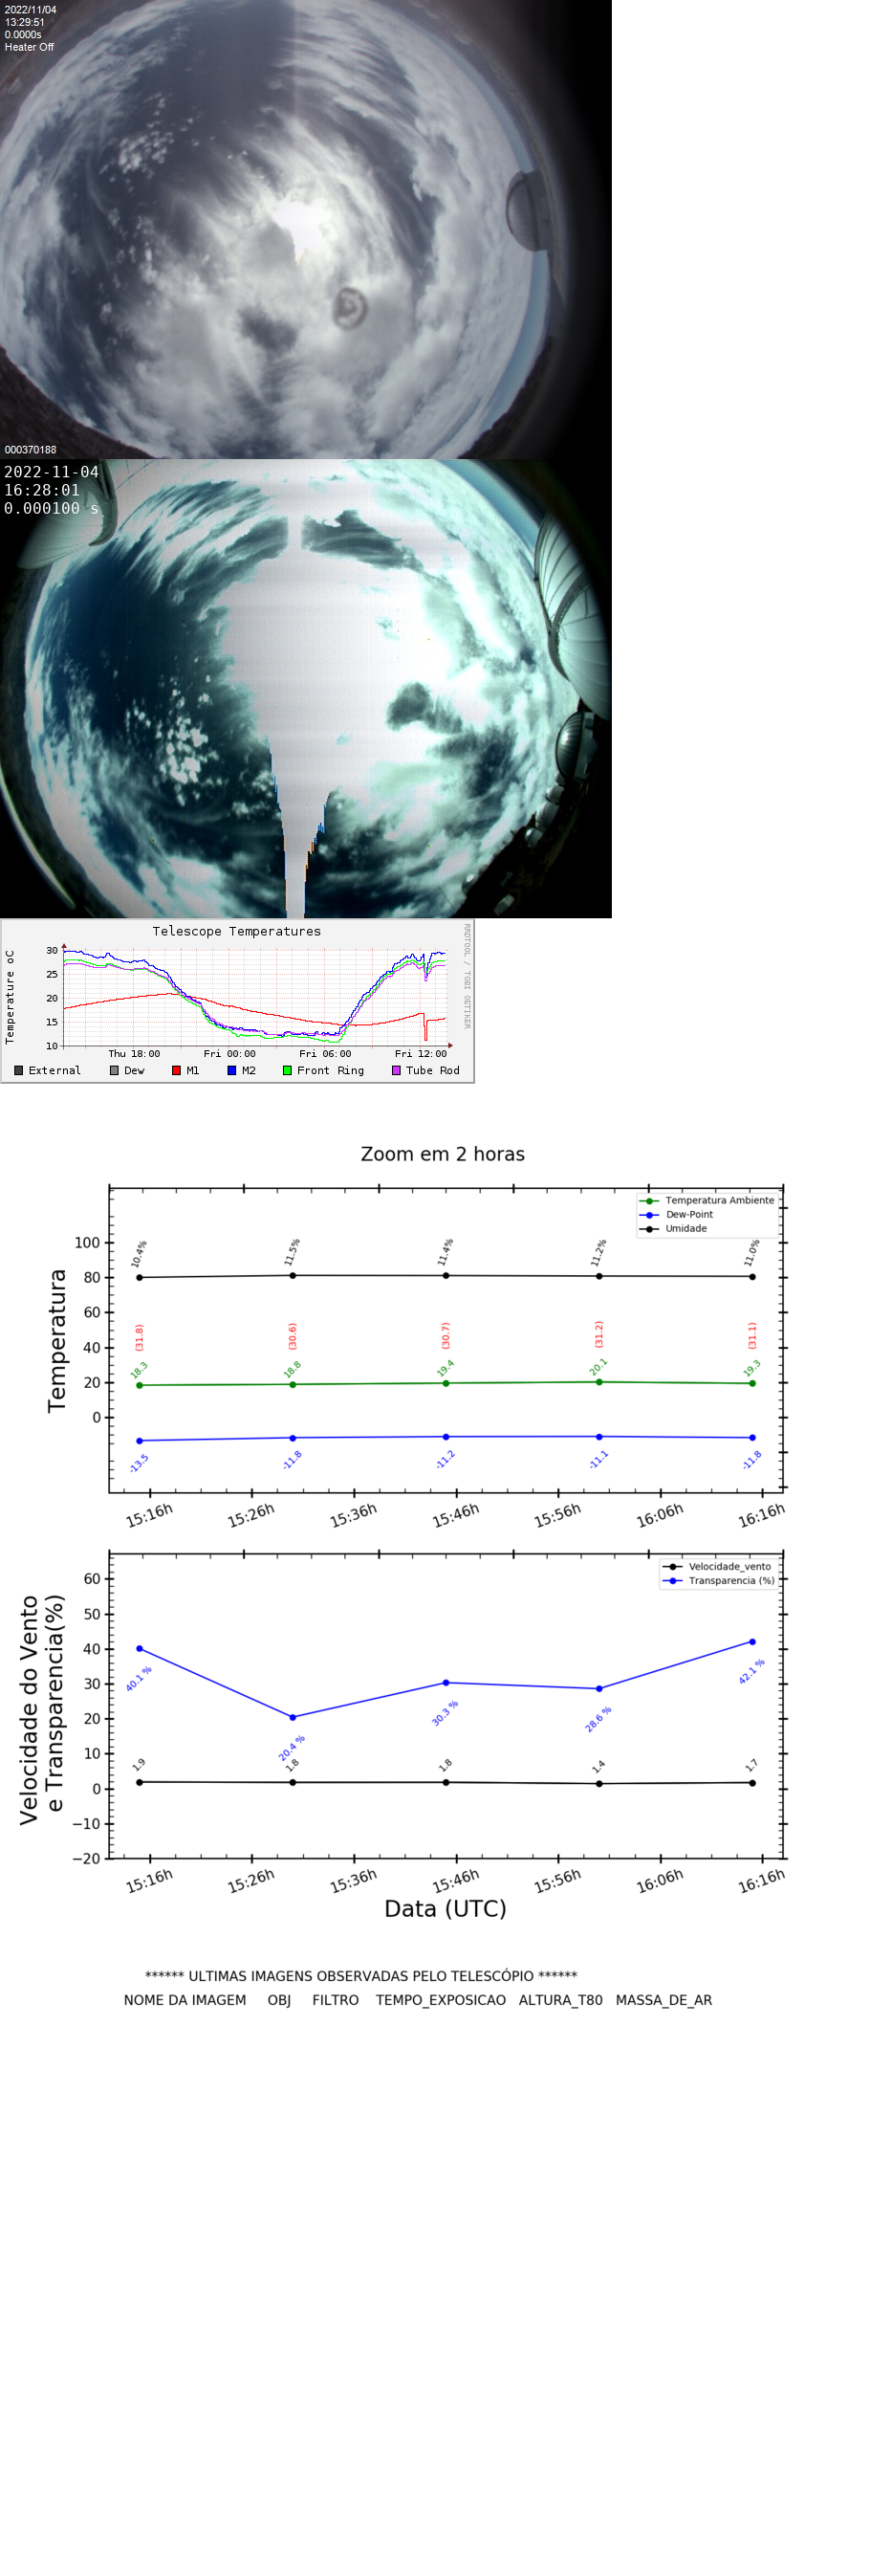 2022/11/04
13:29:51
0.0000s
Heater Off
000370188
2022-11-04
16:28:01
0.000100 s
Telescope Temperatures
RRDTOOL / TOBI OETIKER
Temperature oC
30
25
20
15
10
Thu 18:00 Fri 00:00 Fri 06:00 Fri 12:00
External Dew M1 M2 Front Ring Tube Rod
Zoom em 2 horas
Temperatura Ambiente
Dew-Point
Umidade
Temperatura
100
80
60
40
20
0
10.4% 11.5% 11.4% 11.2% 11.0%
(31.8) (30.6) (30.7) (31.2) (31.1)
18.3 18.8 19.4 20.1 19.3
-13.5 -11.8 -11.2 -11.1 -11.8
15:16h 15:26h 15:36h 15:46h 15:56h 16:06h 16:16h
Velocidade_vento
Transparencia (%)
Velocidade do Vento
e Transparencia(%)
60
50
40
30
20
10
0
−10
−20
40.1 % 20.4 % 30.3 % 28.6 % 42.1 %
1.9 1.8 1.8 1.4 1.7
15:16h 15:26h 15:36h 15:46h 15:56h 16:06h 16:16h
Data (UTC)
****** ULTIMAS IMAGENS OBSERVADAS PELO TELESCÓPIO ******
NOME DA IMAGEM OBJ FILTRO TEMPO_EXPOSICAO ALTURA_T80 MASSA_DE_AR